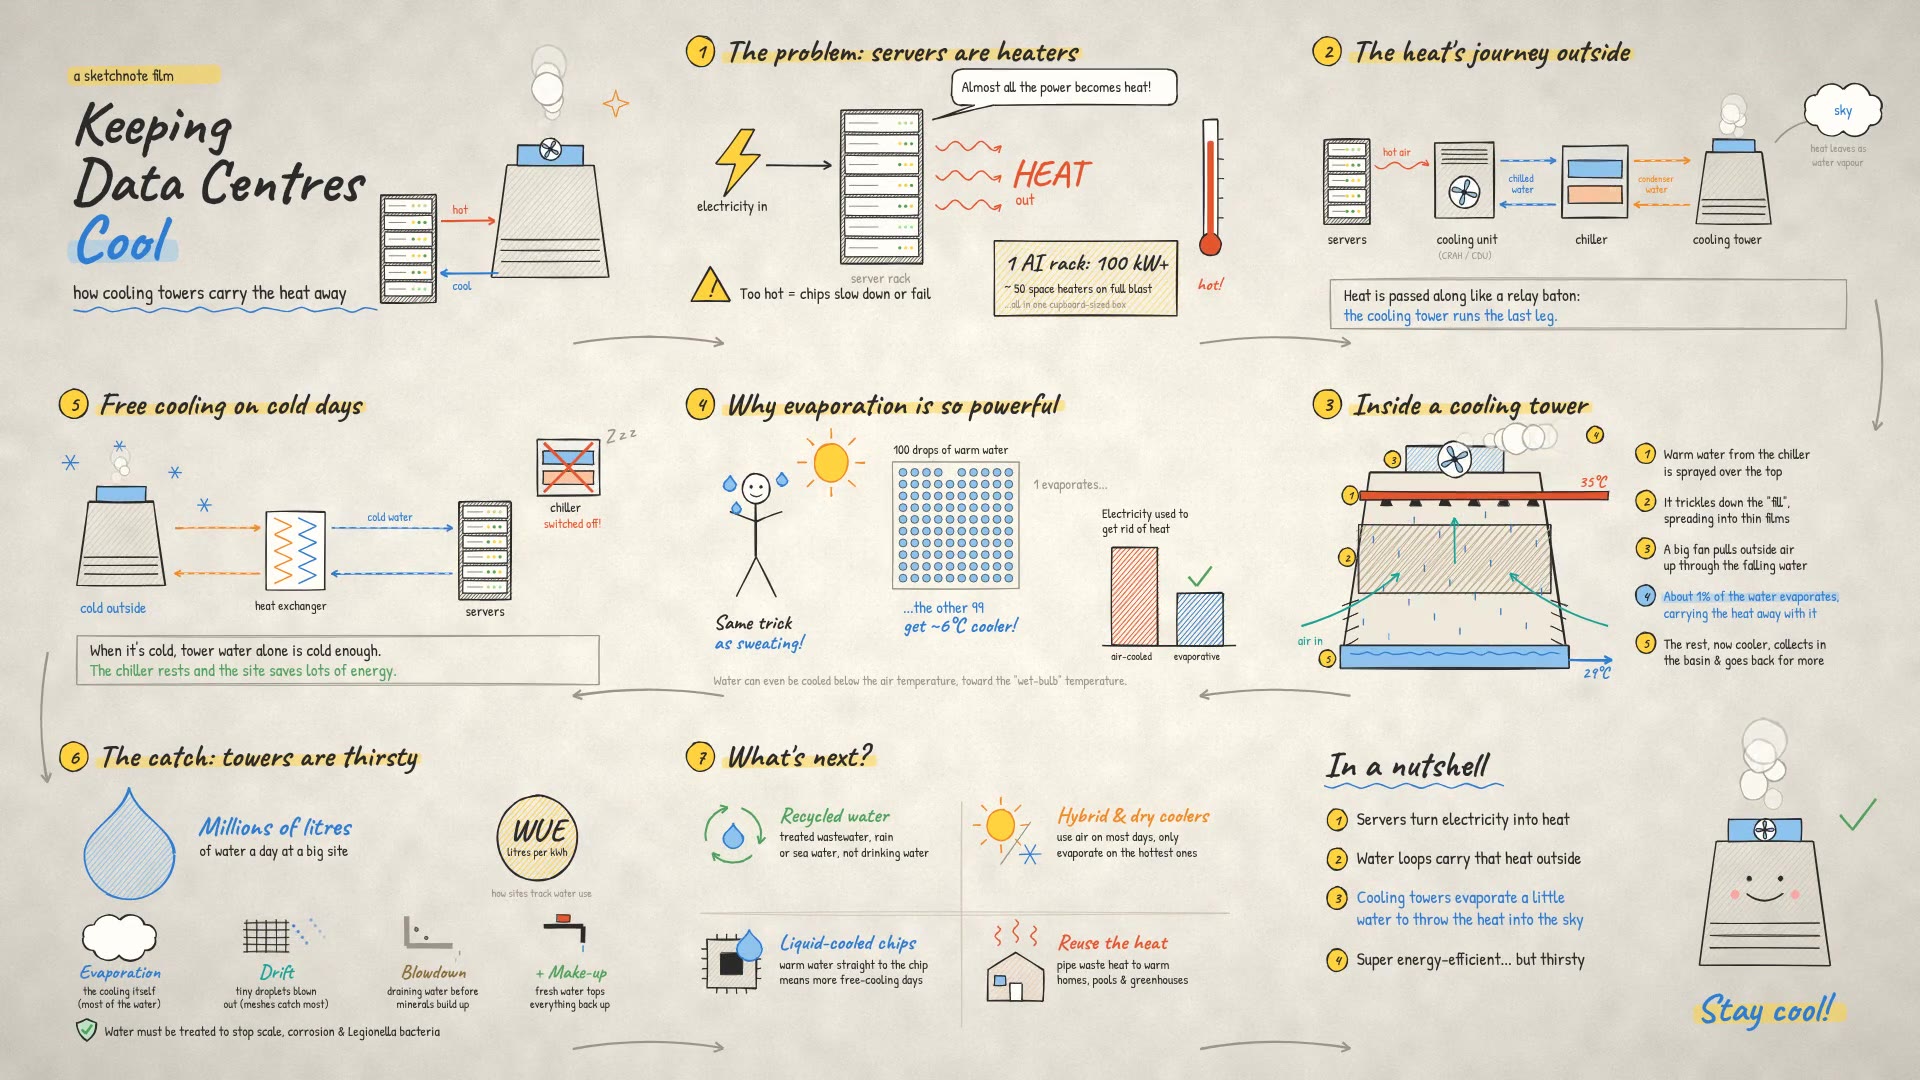 a sketchnote film
Keeping
Data Centres
Cool
how cooling towers carry the heat away
hot
cool
1 The problem: servers are heaters
Almost all the power becomes heat!
electricity in
HEAT
out
server rack
Too hot = chips slow down or fail
1 AI rack: 100 kW+
~ 50 space heaters on full blast
...all in one cupboard-sized box
hot!
2 The heat's journey outside
sky
heat leaves as
water vapour
hot air
chilled
water
condenser
water
servers
cooling unit
(CRAH / CDU)
chiller
cooling tower
Heat is passed along like a relay baton:
the cooling tower runs the last leg.
3 Inside a cooling tower
4
3
1
35°C
2
air in
5
29°C
1 Warm water from the chiller
is sprayed over the top
2 It trickles down the "fill",
spreading into thin films
3 A big fan pulls outside air
up through the falling water
4 About 1% of the water evaporates,
carrying the heat away with it
5 The rest, now cooler, collects in
the basin & goes back for more
4 Why evaporation is so powerful
100 drops of warm water
1 evaporates...
...the other 99
get ~6°C cooler!
Same trick
as sweating!
Electricity used to
get rid of heat
air-cooled
evaporative
Water can even be cooled below the air temperature, toward the "wet-bulb" temperature.
5 Free cooling on cold days
Zzz
chiller
switched off!
cold water
cold outside
heat exchanger
servers
When it's cold, tower water alone is cold enough.
The chiller rests and the site saves lots of energy.
6 The catch: towers are thirsty
Millions of litres
of water a day at a big site
WUE
litres per kWh
how sites track water use
Evaporation
the cooling itself
(most of the water)
Drift
tiny droplets blown
out (meshes catch most)
Blowdown
draining water before
minerals build up
+ Make-up
fresh water tops
everything back up
Water must be treated to stop scale, corrosion & Legionella bacteria
7 What's next?
Recycled water
treated wastewater, rain
or sea water, not drinking water
Hybrid & dry coolers
use air on most days, only
evaporate on the hottest ones
Liquid-cooled chips
warm water straight to the chip
means more free-cooling days
Reuse the heat
pipe waste heat to warm
homes, pools & greenhouses
In a nutshell
1 Servers turn electricity into heat
2 Water loops carry that heat outside
3 Cooling towers evaporate a little
water to throw the heat into the sky
4 Super energy-efficient... but thirsty
Stay cool!